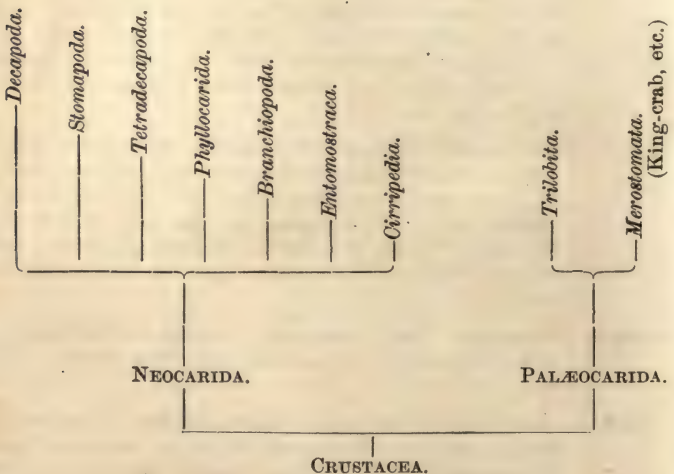 Decapoda.
Stomapoda.
Tetradecapoda.
Phyllocarida.
Branchiopoda.
Entomostraca.
Cirripedia.
Trilobita.
Merostomata.
(King-crab, etc.)
NEOCARIDA.
PALÆOCARIDA.
CRUSTACEA.